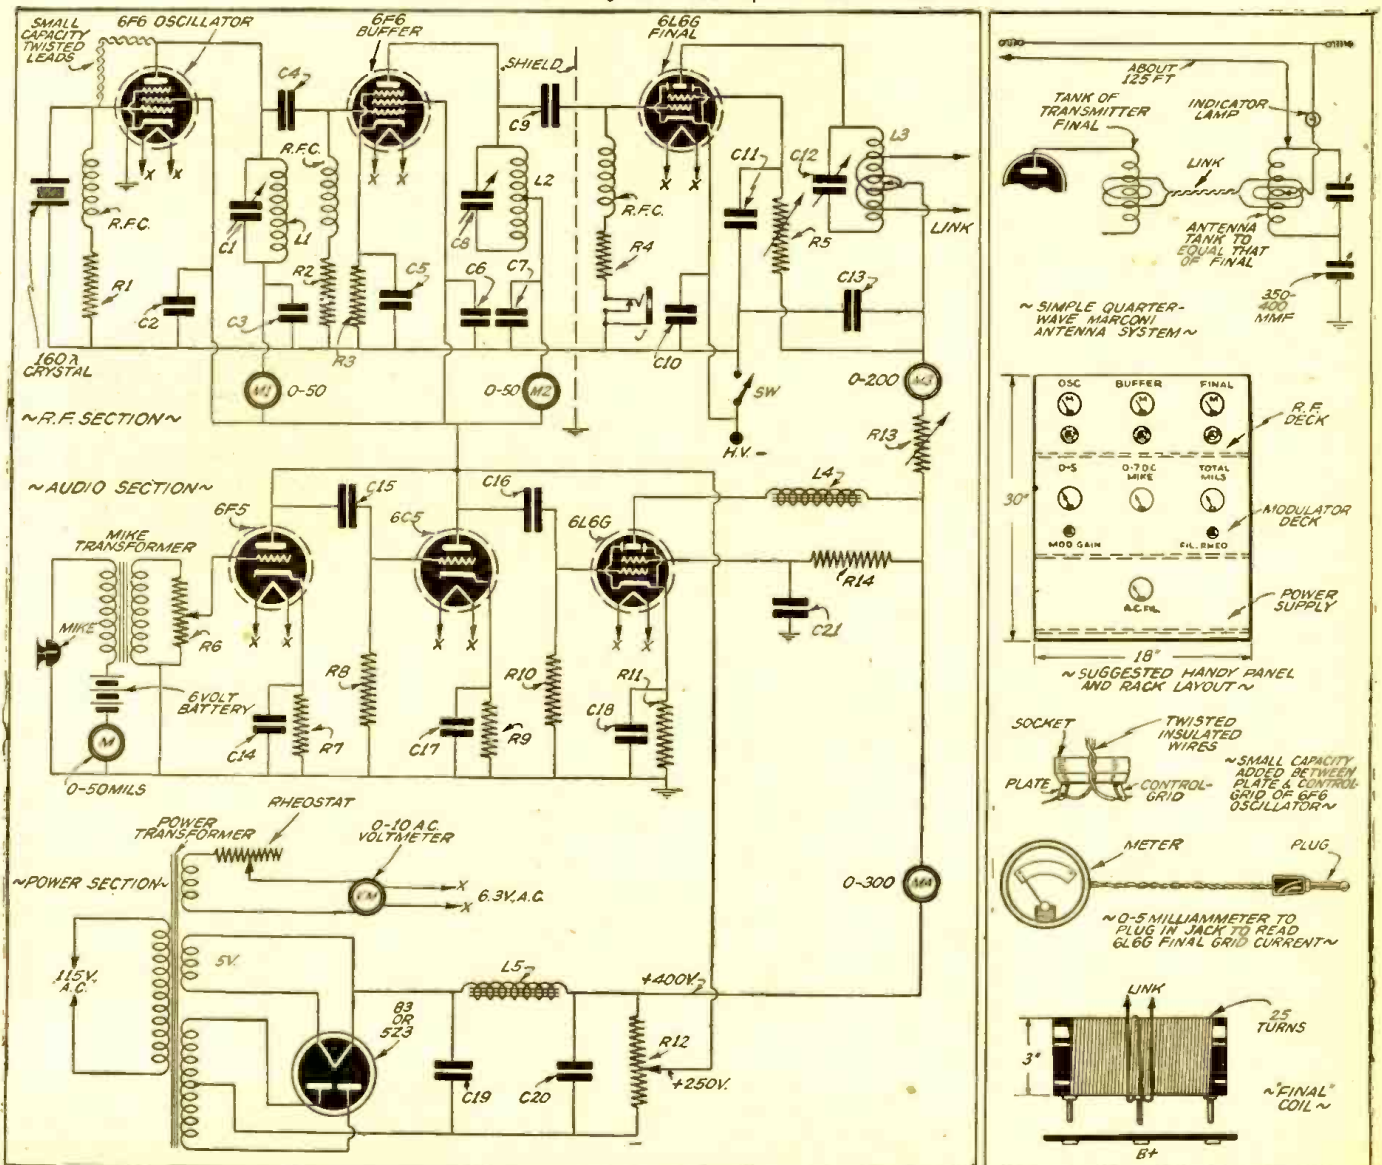 SMALL
CAPACITY
TWISTED
LEADS
6F6 OSCILLATOR
6F6
BUFFER
6L6G
FINAL
SHIELD
C4
C9
R.F.C.
R.F.C.
R.F.C.
X X
X X
X X
C1
L1
C8
L2
C11
C12
L3
R5
LINK
R1
C2
C3
R2
R3
C5
C6
C7
R4
J
C10
C13
160λ
CRYSTAL
M1
0-50
0-50
M2
0-200
M3
SW
H.V.-
R13
~R.F. SECTION~
~AUDIO SECTION~
MIKE
TRANSFORMER
6F5
C15
6C5
C16
6L6G
L4
R14
C21
MIKE
R6
X X
X X
X X
6 VOLT
BATTERY
M
0-50 MILS
C14
R7
R8
C17
R9
R10
C18
R11
RHEOSTAT
POWER
TRANSFORMER
0-10 A.C.
VOLTMETER
~POWER SECTION~
X
X
6.3V. A.C.
0-300
M4
115V.
A.C.
5V.
83
OR
5Z3
L5
+400V.
R12
+250V.
C19
C20
-
ABOUT
125 FT
TANK OF
TRANSMITTER
FINAL
INDICATOR
LAMP
LINK
ANTENNA
TANK TO
EQUAL THAT
OF FINAL
350-
400
MMF
~SIMPLE QUARTER-
WAVE MARCONI
ANTENNA SYSTEM~
OSC
BUFFER
FINAL
M
M
M
R.F.
DECK
0-5
0-7 DC
MIKE
TOTAL
MILS
MODULATOR
DECK
MOD. GAIN
FIL. RHEO
A.C. FIL.
POWER
SUPPLY
30"
18"
~SUGGESTED HANDY PANEL
AND RACK LAYOUT~
SOCKET
TWISTED
INSULATED
WIRES
PLATE
CONTROL-
GRID
~SMALL CAPACITY
ADDED BETWEEN
PLATE & CONTROL-
GRID OF 6F6
OSCILLATOR~
METER
PLUG
~0-5 MILLIAMMETER TO
PLUG IN JACK TO READ
6L6G FINAL GRID CURRENT~
LINK
25
TURNS
3"
~"FINAL"
COIL~
B+